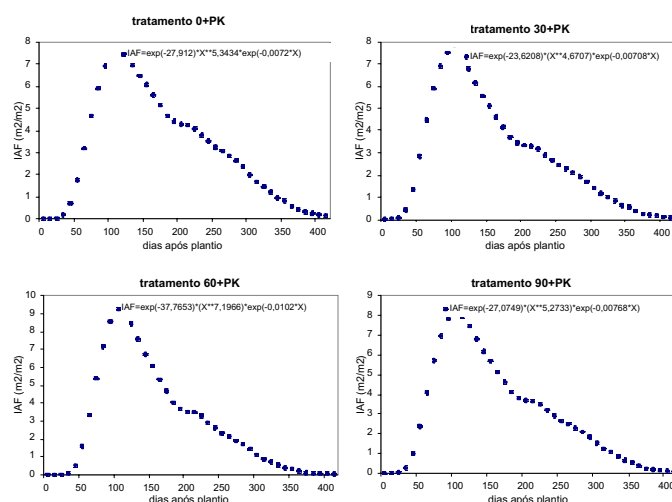 tratamento 0+PK
IAF=exp(-27,912)*X**5,3434*exp(-0,0072*X)
IAF (m2/m2)
8
7
6
5
4
3
2
1
0
0 50 100 150 200 250 300 350 400
dias após plantio
tratamento 30+PK
IAF=exp(-23,6208)*(X**4,6707)*exp(-0,00708*X)
IAF (m2/m2)
8
7
6
5
4
3
2
1
0
0 50 100 150 200 250 300 350 400
dias após plantio
tratamento 60+PK
IAF=exp(-37,7653)*(X**7,1966)*exp(-0,0102*X)
IAF (m2/m2)
10
9
8
7
6
5
4
3
2
1
0
0 50 100 150 200 250 300 350 400
dias após plantio
tratamento 90+PK
IAF=exp(-27,0749)*(X**5,2733)*exp(-0,00768*X)
IAF (m2/m2)
9
8
7
6
5
4
3
2
1
0
0 50 100 150 200 250 300 350 400
dias após plantio